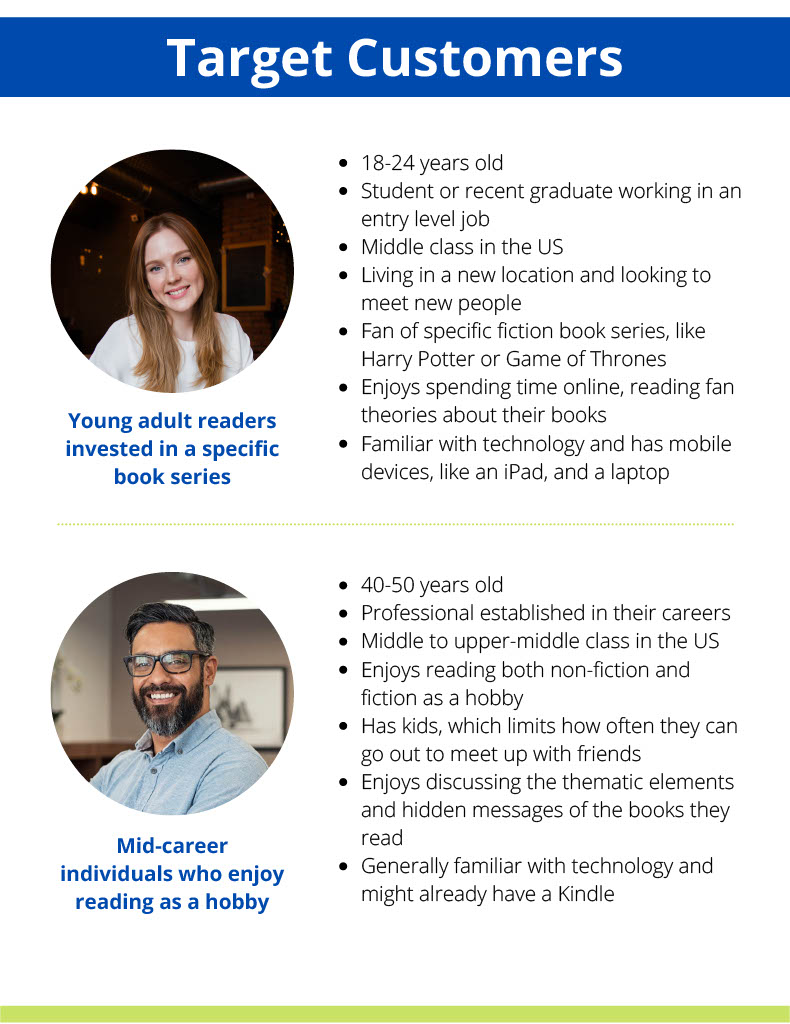 Target Customers
• 18-24 years old
• Student or recent graduate working in an
entry level job
• Middle class in the US
• Living in a new location and looking to
meet new people
• Fan of specific fiction book series, like
Harry Potter or Game of Thrones
• Enjoys spending time online, reading fan
theories about their books
• Familiar with technology and has mobile
devices, like an iPad, and a laptop
Young adult readers
invested in a specific
book series
• 40-50 years old
• Professional established in their careers
• Middle to upper-middle class in the US
• Enjoys reading both non-fiction and
fiction as a hobby
• Has kids, which limits how often they can
go out to meet up with friends
• Enjoys discussing the thematic elements
and hidden messages of the books they
read
• Generally familiar with technology and
might already have a Kindle
Mid-career
individuals who enjoy
reading as a hobby